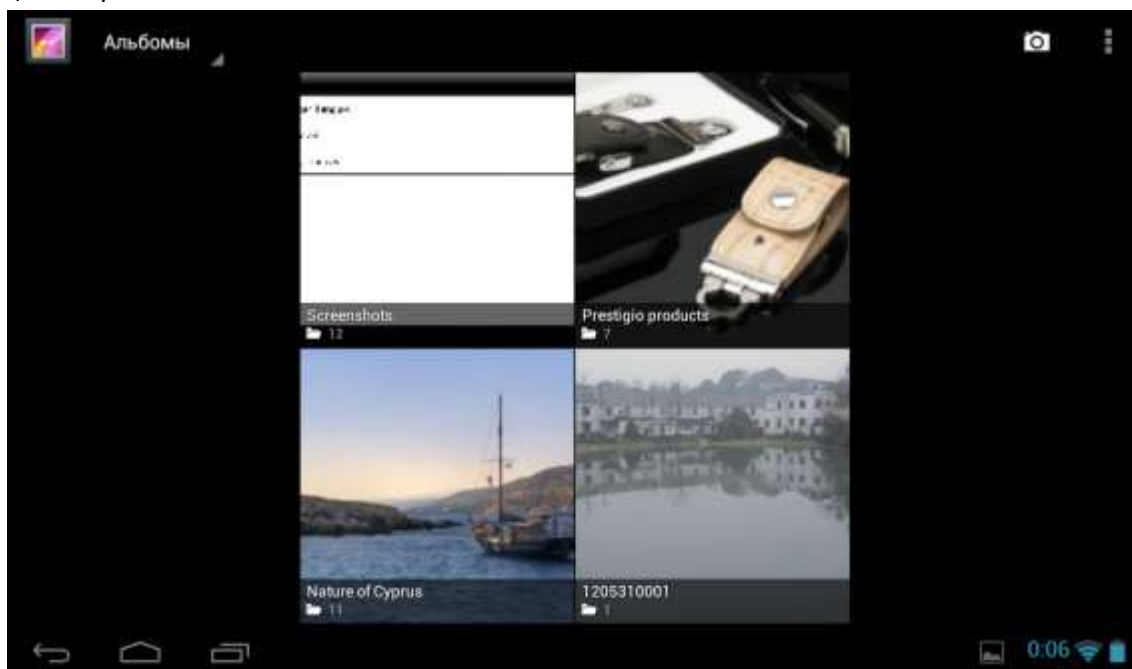 Альбомы
Screenshots
12
Prestigio products
7
Nature of Cyprus
11
1205310001
1
0:06